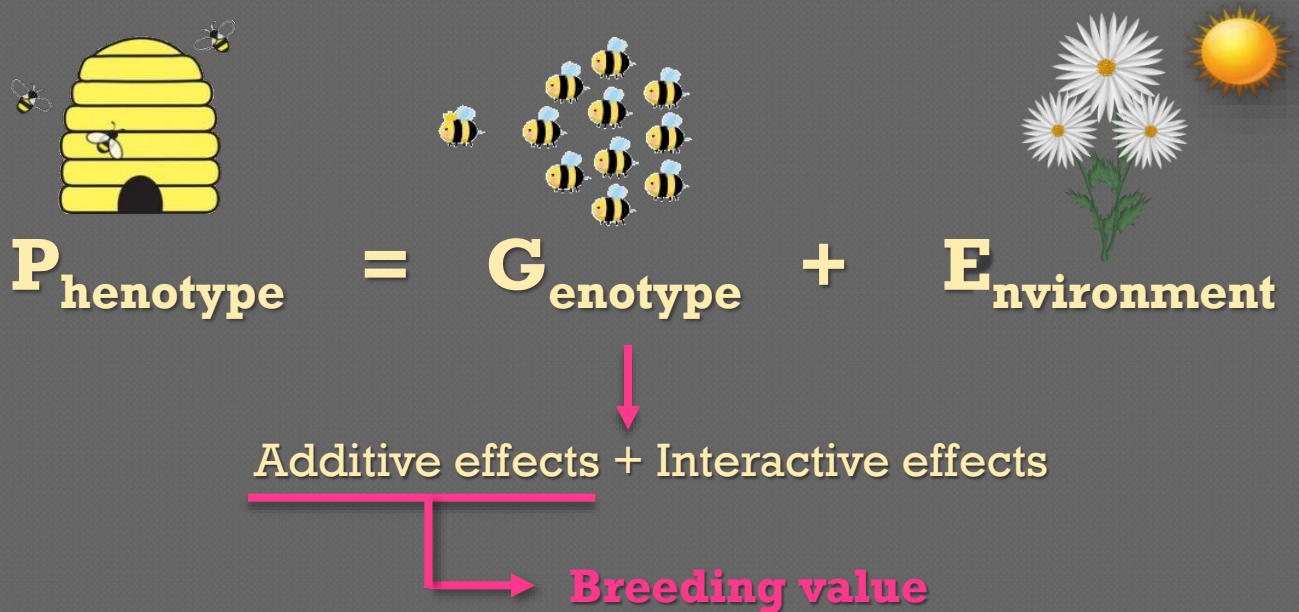 Phenotype = Genotype + Environment
Additive effects + Interactive effects
Breeding value